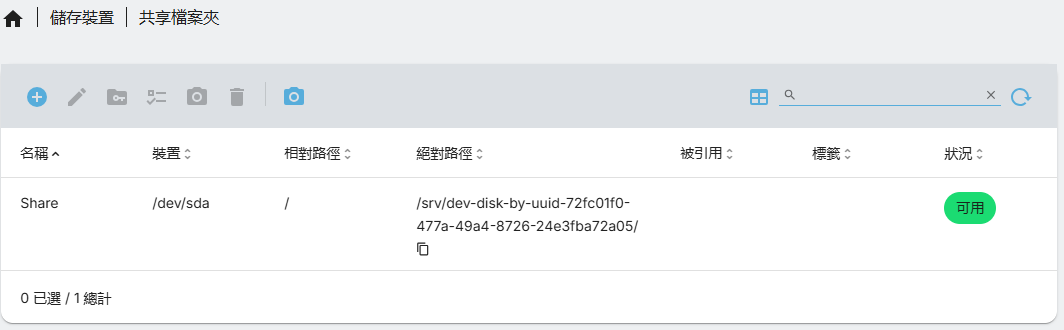 儲存裝置 共享檔案夾
名稱 裝置 相對路徑 絕對路徑 被引用 標籤 狀況
Share /dev/sda / /srv/dev-disk-by-uuid-72fc01f0-
477a-49a4-8726-24e3fba72a05/
可用
0 已選 / 1 總計